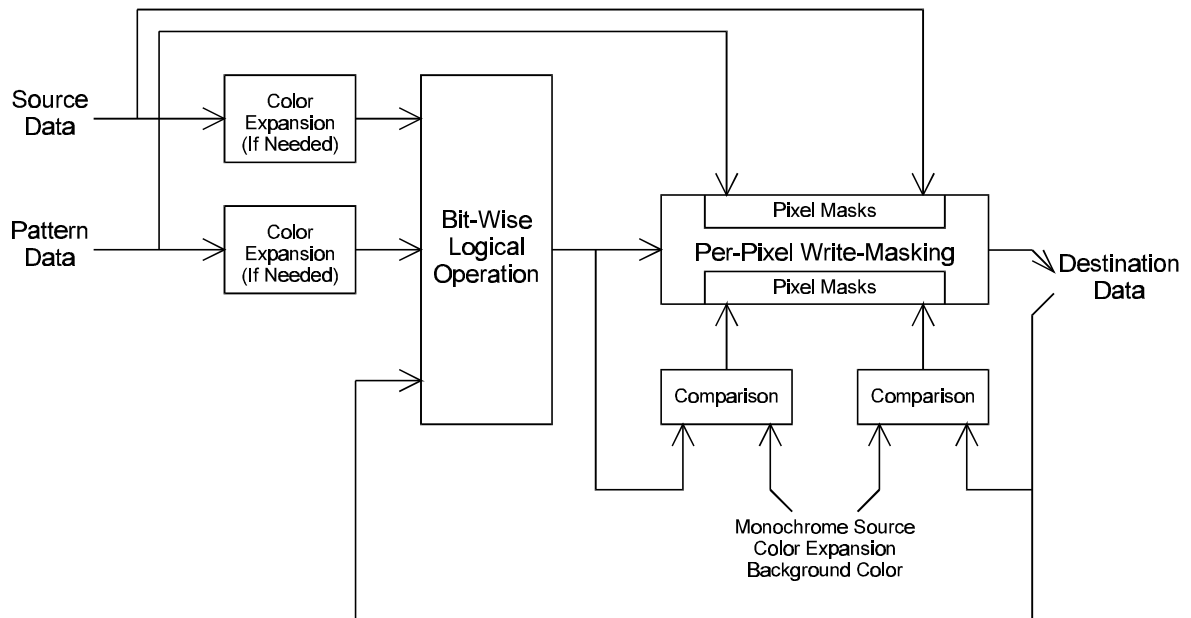 Source
Data
Color
Expansion
(If Needed)
Pattern
Data
Color
Expansion
(If Needed)
Bit-Wise
Logical
Operation
Pixel Masks
Per-Pixel Write-Masking
Pixel Masks
Destination
Data
Comparison
Comparison
Monochrome Source
Color Expansion
Background Color